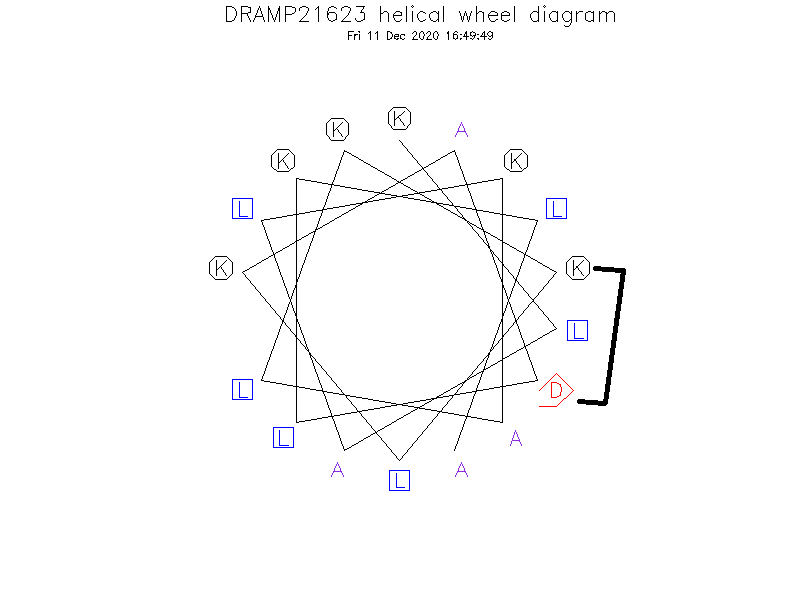 DRAMP21623 helical wheel diagram
Fri 11 Dec 2020 16:49:49
K
K A
K K
L L
K K
L
L D
L A
A A
L